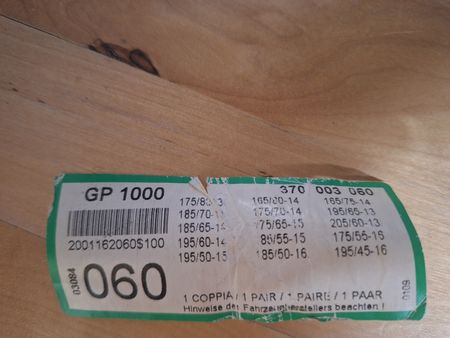 GP 1000
370 003 060
175/80-13 165/80-14 165/75-14
185/70-13 175/70-14 195/65-13
185/65-14 175/65-15 205/60-13
195/60-14 185/55-15 175/55-16
195/50-15 185/50-16 195/45-16
2001162060S100
03084
060
1 COPPIA / 1 PAIR / 1 PAIRE / 1 PAAR
Hinweise des Fahrzeugherstellers beachten !
0109